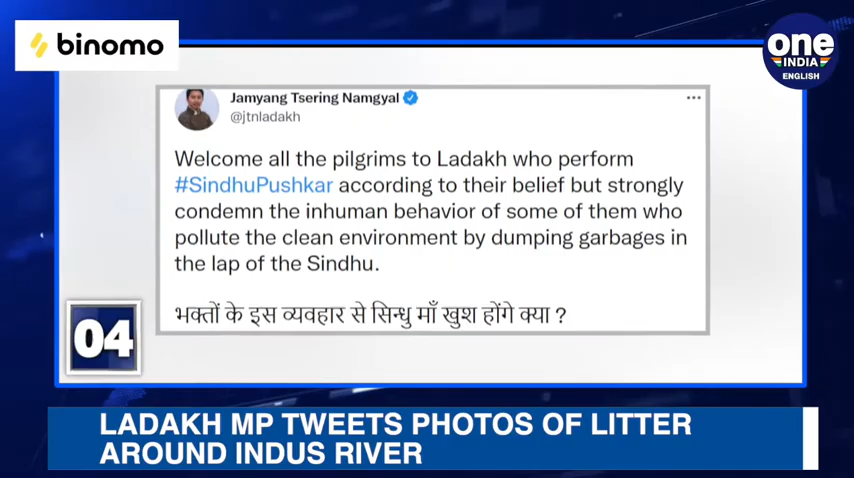 binomo
one
INDIA
ENGLISH
Jamyang Tsering Namgyal
@jtnladakh
Welcome all the pilgrims to Ladakh who perform
#SindhuPushkar according to their belief but strongly
condemn the inhuman behavior of some of them who
pollute the clean environment by dumping garbages in
the lap of the Sindhu.
भक्तों के इस व्यवहार से सिन्धु माँ खुश होंगे क्या ?
04
LADAKH MP TWEETS PHOTOS OF LITTER
AROUND INDUS RIVER